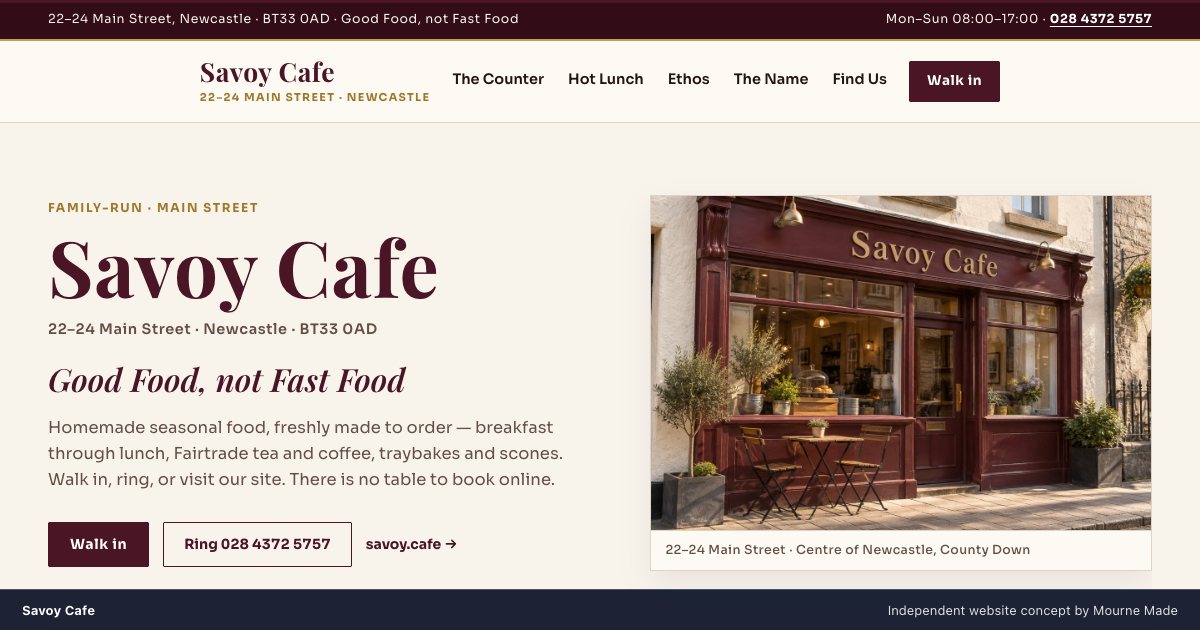 22–24 Main Street, Newcastle · BT33 0AD · Good Food, not Fast Food
Mon–Sun 08:00–17:00 · 028 4372 5757
Savoy Cafe
22–24 MAIN STREET · NEWCASTLE
The Counter
Hot Lunch
Ethos
The Name
Find Us
Walk in
FAMILY-RUN · MAIN STREET
Savoy Cafe
22–24 Main Street · Newcastle · BT33 0AD
Good Food, not Fast Food
Homemade seasonal food, freshly made to order — breakfast
through lunch, Fairtrade tea and coffee, traybakes and scones.
Walk in, ring, or visit our site. There is no table to book online.
Walk in
Ring 028 4372 5757
savoy.cafe →
Savoy Cafe
22–24 Main Street · Centre of Newcastle, County Down
Savoy Cafe
Independent website concept by Mourne Made